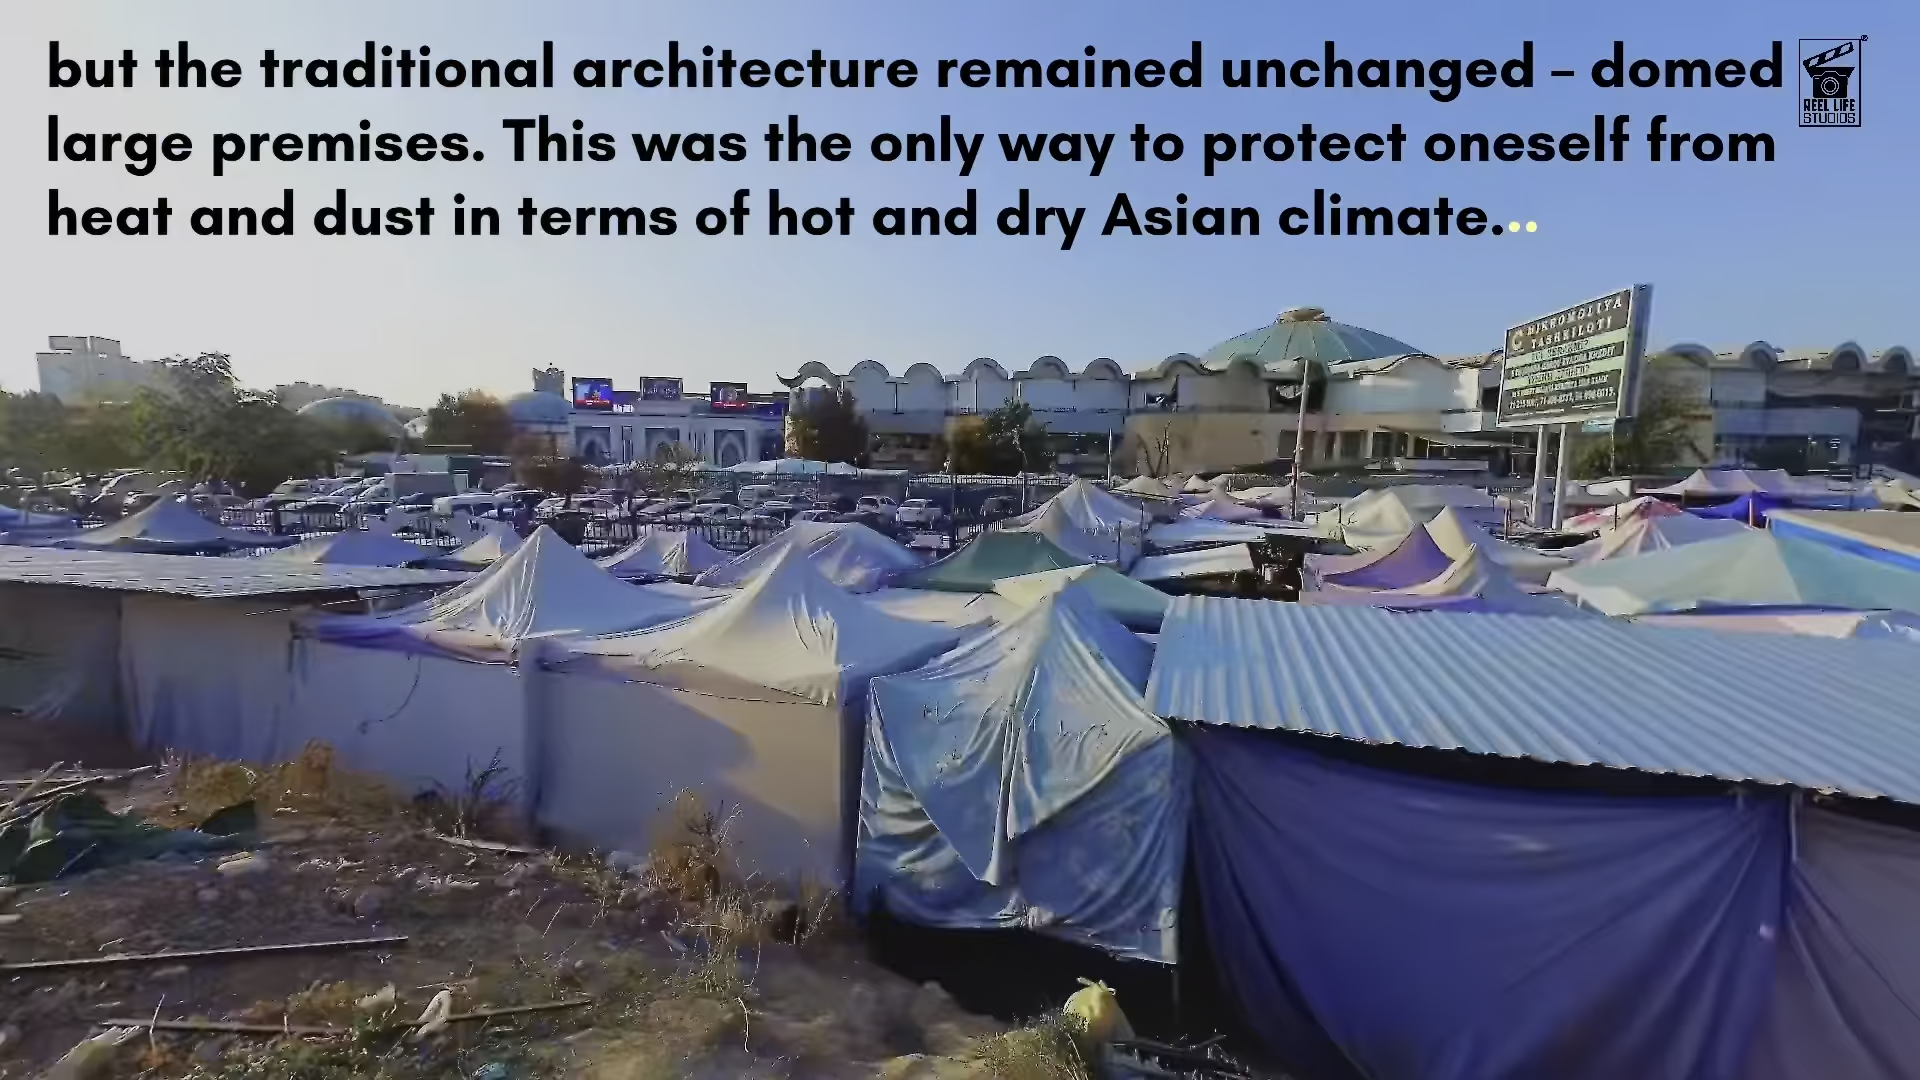 but the traditional architecture remained unchanged – domed
large premises. This was the only way to protect oneself from
heat and dust in terms of hot and dry Asian climate...
REEL LIFE
STUDIOS
MIKROMOLIYA
TASHKILOTI